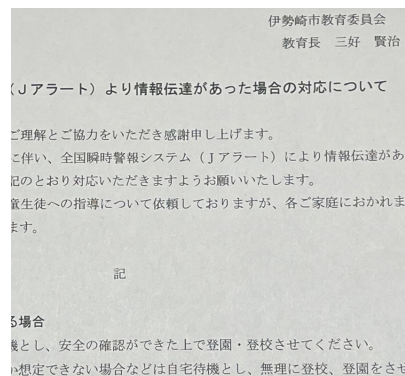 伊勢崎市教育委員会
教育長　三好　賢治
（Ｊアラート）より情報伝達があった場合の対応について
ご理解とご協力をいただき感謝申し上げます。
に伴い、全国瞬時警報システム（Ｊアラート）により情報伝達があ
記のとおり対応いただきますようお願いいたします。
童生徒への指導について依頼しておりますが、各ご家庭におかれま
ます。
記
る場合
機とし、安全の確認ができた上で登園・登校させてください。
想定できない場合などは自宅待機とし、無理に登校、登園をさせ